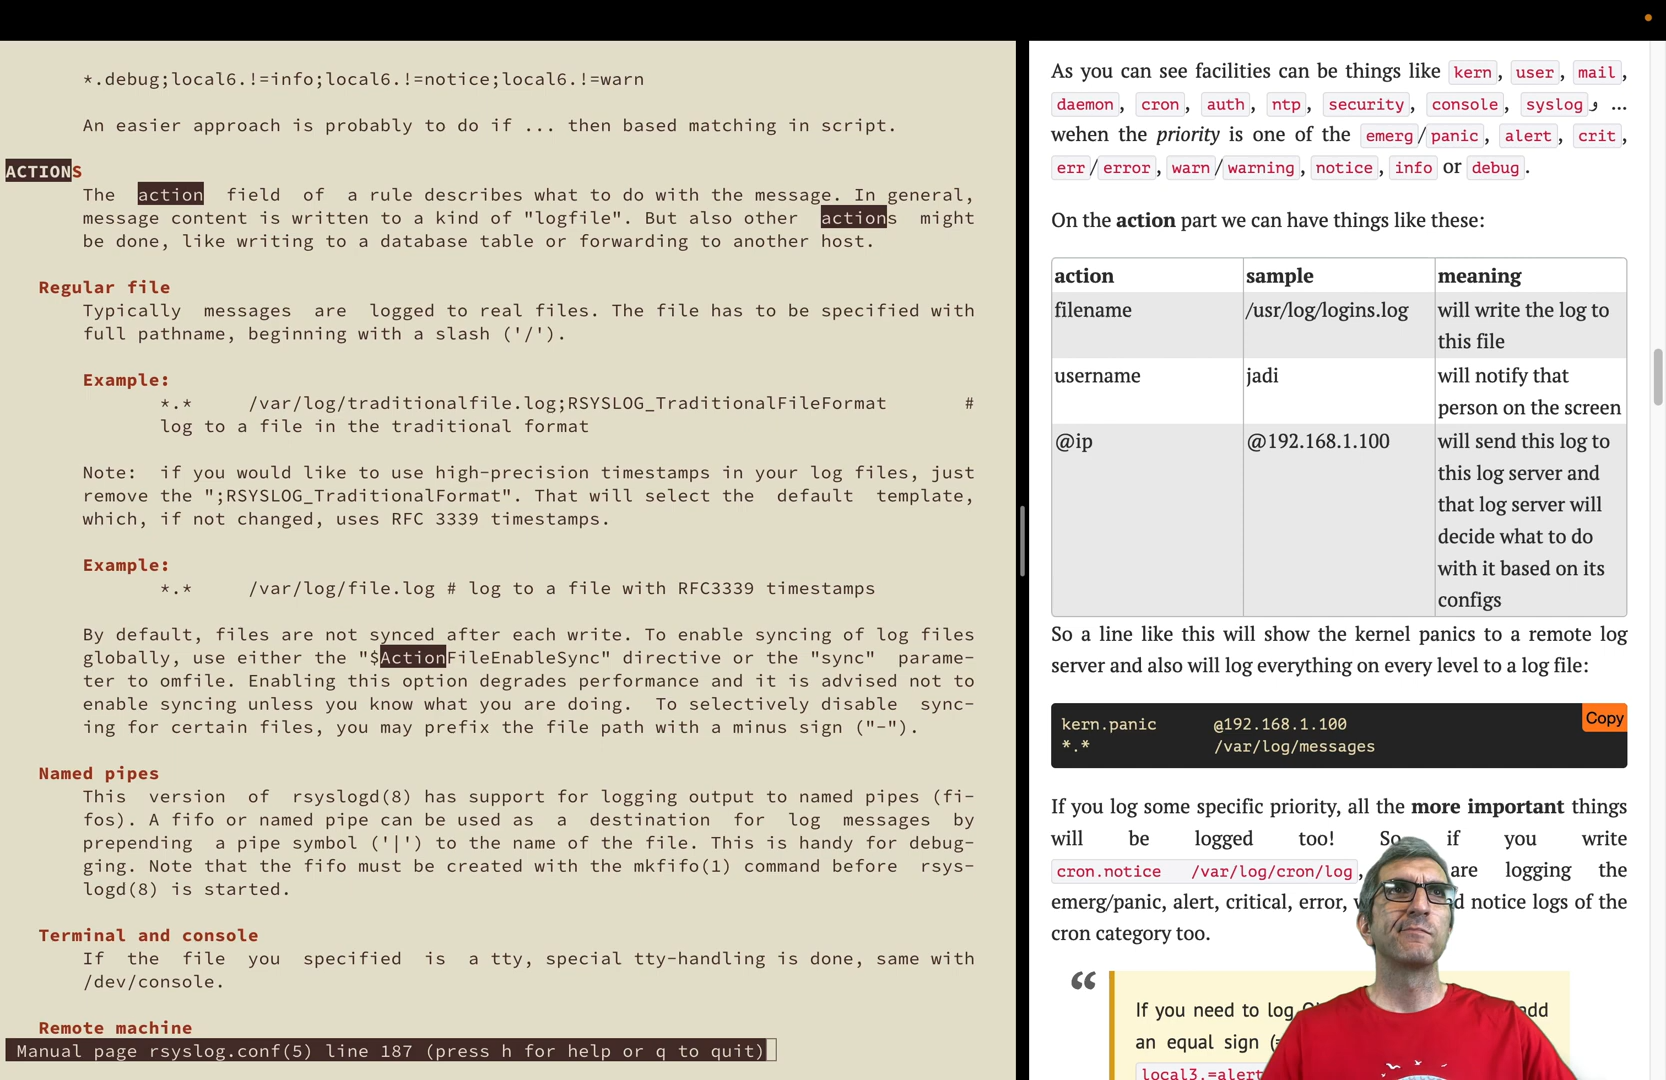 *.debug;local6.!=info;local6.!=notice;local6.!=warn
An easier approach is probably to do if ... then based matching in script.
ACTIONS
The action field of a rule describes what to do with the message. In general,
message content is written to a kind of "logfile". But also other actions might
be done, like writing to a database table or forwarding to another host.
Regular file
Typically messages are logged to real files. The file has to be specified with
full pathname, beginning with a slash ('/').
Example:
*.* /var/log/traditionalfile.log;RSYSLOG_TraditionalFileFormat #
log to a file in the traditional format
Note: if you would like to use high-precision timestamps in your log files, just
remove the ";RSYSLOG_TraditionalFormat". That will select the default template,
which, if not changed, uses RFC 3339 timestamps.
Example:
*.* /var/log/file.log # log to a file with RFC3339 timestamps
By default, files are not synced after each write. To enable syncing of log files
globally, use either the "$ActionFileEnableSync" directive or the "sync" parame-
ter to omfile. Enabling this option degrades performance and it is advised not to
enable syncing unless you know what you are doing. To selectively disable sync-
ing for certain files, you may prefix the file path with a minus sign ("-").
Named pipes
This version of rsyslogd(8) has support for logging output to named pipes (fi-
fos). A fifo or named pipe can be used as a destination for log messages by
prepending a pipe symbol ('|') to the name of the file. This is handy for debug-
ging. Note that the fifo must be created with the mkfifo(1) command before rsys-
logd(8) is started.
Terminal and console
If the file you specified is a tty, special tty-handling is done, same with
/dev/console.
Remote machine
Manual page rsyslog.conf(5) line 187 (press h for help or q to quit)
As you can see facilities can be things like kern, user, mail,
daemon, cron, auth, ntp, security, console, syslog و ...
wehen the priority is one of the emerg/panic, alert, crit,
err/error, warn/warning, notice, info or debug.
On the action part we can have things like these:
action sample meaning
filename /usr/log/logins.log will write the log to
this file
username jadi will notify that
person on the screen
@ip @192.168.1.100 will send this log to
this log server and
that log server will
decide what to do
with it based on its
configs
So a line like this will show the kernel panics to a remote log
server and also will log everything on every level to a log file:
Copy
kern.panic @192.168.1.100
*.* /var/log/messages
If you log some specific priority, all the more important things
will be logged too! So if you write
cron.notice /var/log/cron/log, are logging the
emerg/panic, alert, critical, error, notice logs of the
cron category too.
“
If you need to log add
an equal sign
local3.=alert